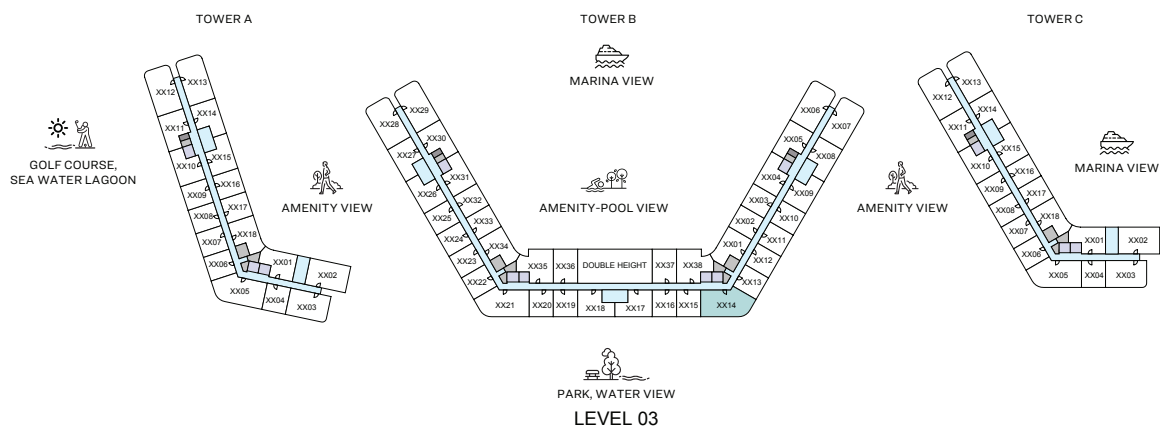 TOWER A
TOWER B
TOWER C
MARINA VIEW
GOLF COURSE,
SEA WATER LAGOON
AMENITY VIEW
AMENITY-POOL VIEW
AMENITY VIEW
MARINA VIEW
XX13
XX12
XX14
XX11
XX15
XX10
XX16
XX09
XX17
XX08
XX18
XX07
XX06
XX01
XX02
XX05
XX04
XX03
XX29
XX28
XX30
XX27
XX31
XX26
XX32
XX25
XX33
XX24
XX34
XX23
XX22
XX35
XX36
DOUBLE HEIGHT
XX37
XX38
XX21
XX20
XX19
XX18
XX17
XX16
XX15
XX14
XX06
XX07
XX05
XX08
XX04
XX09
XX03
XX10
XX02
XX11
XX01
XX12
XX13
XX13
XX12
XX14
XX11
XX15
XX10
XX16
XX09
XX17
XX08
XX18
XX07
XX06
XX01
XX02
XX05
XX04
XX03
PARK, WATER VIEW
LEVEL 03